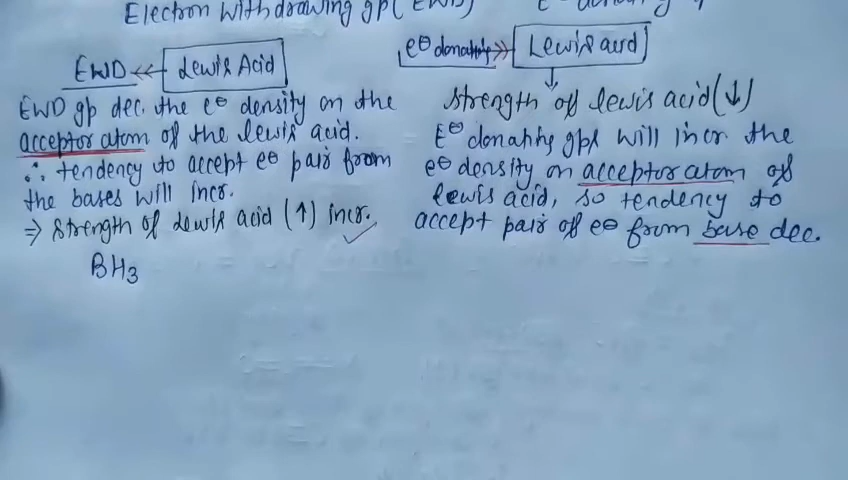 Electron withdrawing gp (EWD)
EWD << Lewis Acid
EWD gp dec. the e⊖ density on the
acceptor atom of the lewis acid.
∴ tendency to accept e⊖ pair from
the bases will incr.
⇒ strength of Lewis acid (↑) incr.
BH3
e⊖ donating >> Lewis acid
strength of lewis acid (↓)
E⊖ donating gps will incr the
e⊖ density on acceptor atom of
lewis acid, so tendency to
accept pair of e⊖ from base dec.